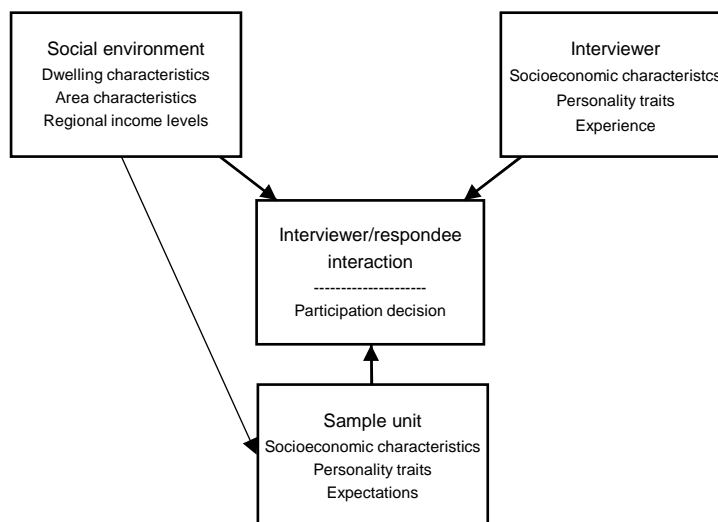 Social environment
Dwelling characteristics
Area characteristics
Regional income levels
Interviewer
Socioeconomic characteristcs
Personality traits
Experience
Interviewer/respondee
interaction
---------------------
Participation decision
Sample unit
Socioeconomic characteristics
Personality traits
Expectations